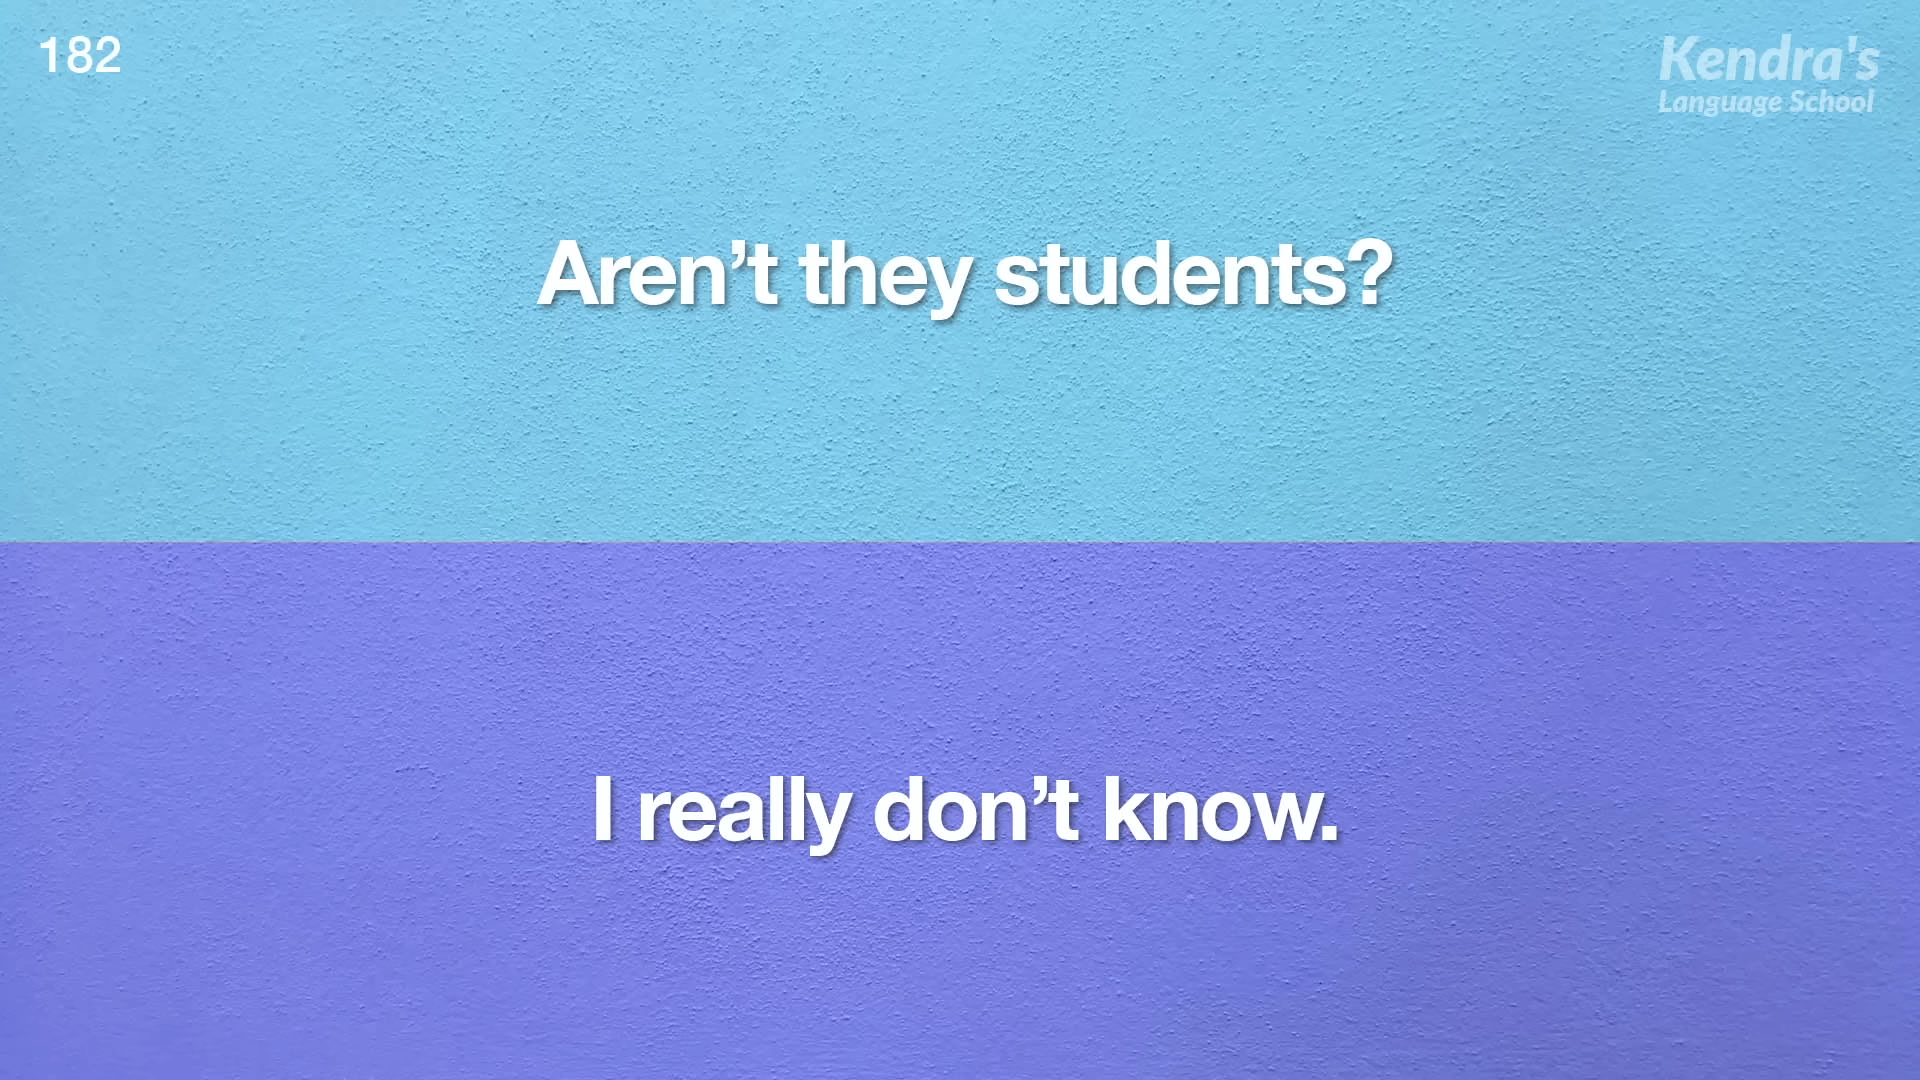 182
Kendra's
Language School
Aren’t they students?
I really don’t know.